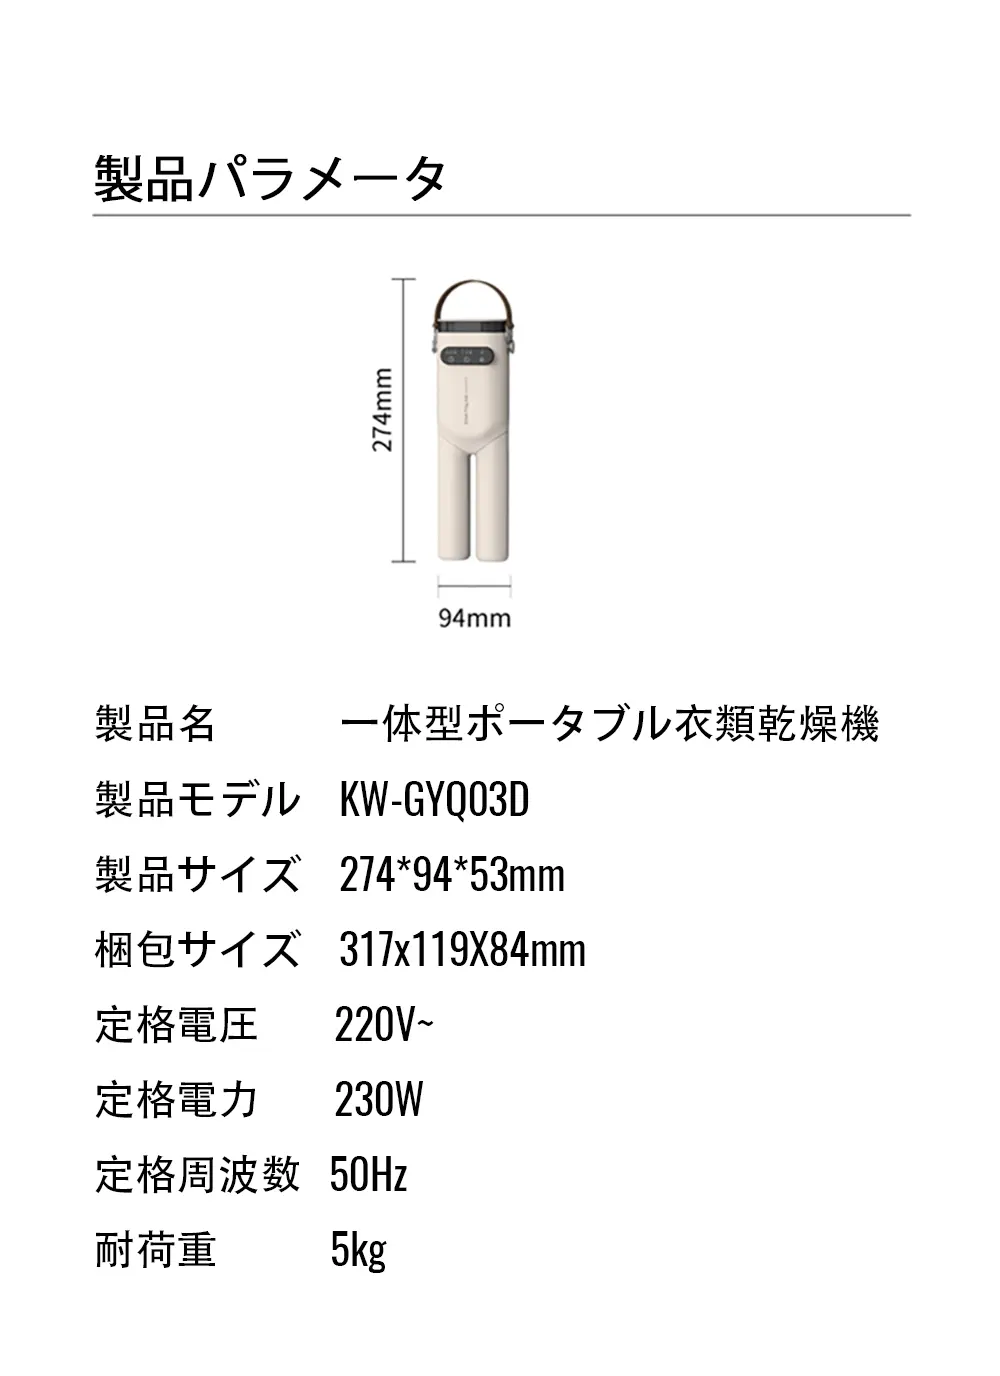 製品パラメータ
274mm
94mm
製品名 一体型ポータブル衣類乾燥機
製品モデル KW-GYQ03D
製品サイズ 274*94*53mm
梱包サイズ 317x119X84mm
定格電圧 220V~
定格電力 230W
定格周波数 50Hz
耐荷重 5kg